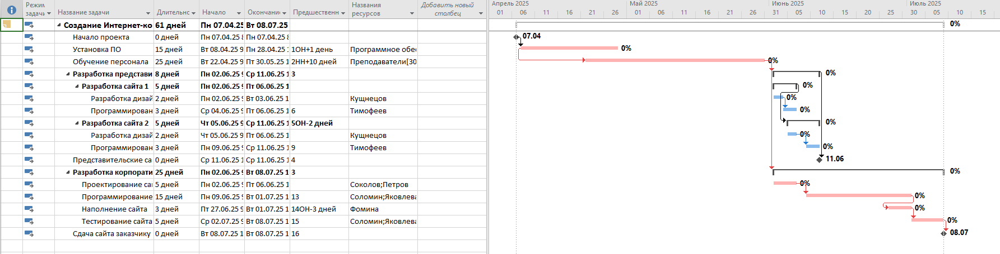 Режим задачи Название задачи Длительнс Начало Окончание Предшественн Названия ресурсов Добавить новый столбец
Апрель 2025 Май 2025 Июнь 2025 Июль 2025
01 06 11 16 21 26 01 06 11 16 21 26 31 05 10 15 20 25 30 05 10 15
Создание Интернет-ко 61 дней Пн 07.04.25 Вт 08.07.25 0%
Начало проекта 0 дней Пн 07.04.25 8 Пн 07.04.25 8 07.04
Установка ПО 15 дней Вт 08.04.25 9 Пн 28.04.25 1 1ОН+1 день Программное обес 0%
Обучение персонала 25 дней Вт 22.04.25 9 Пт 30.05.25 1 2НН+10 дней Преподаватели[30 0%
Разработка представи 8 дней Пн 02.06.25 9 Ср 11.06.25 1 3 0%
Разработка сайта 1 5 дней Пн 02.06.25 9 Пт 06.06.25 1 0%
Разработка дизай 2 дней Пн 02.06.25 9 Вт 03.06.25 1 Кущнецов 0%
Программирован 3 дней Ср 04.06.25 9 Пт 06.06.25 1 6 Тимофеев 0%
Разработка сайта 2 5 дней Чт 05.06.25 9 Ср 11.06.25 1 5ОН-2 дней 0%
Разработка дизай 2 дней Чт 05.06.25 9 Пт 06.06.25 1 Кущнецов 0%
Программирован 3 дней Пн 09.06.25 9 Ср 11.06.25 1 9 Тимофеев 0%
Представительские са 0 дней Ср 11.06.25 1 Ср 11.06.25 1 4 11.06
Разработка корпорати 25 дней Пн 02.06.25 9 Вт 08.07.25 1 3 0%
Проектирование саі 5 дней Пн 02.06.25 9 Пт 06.06.25 1 Соколов;Петров 0%
Программирование 15 дней Пн 09.06.25 9 Вт 01.07.25 1 13 Соломин;Яковлева 0%
Наполнение сайта 3 дней Пт 27.06.25 9 Вт 01.07.25 1 14ОН-3 дней Фомина 0%
Тестирование сайта 5 дней Ср 02.07.25 9 Вт 08.07.25 1 15 Соломин;Яковлева 0%
Сдача сайта заказчику 0 дней Вт 08.07.25 1 Вт 08.07.25 1 16 08.07